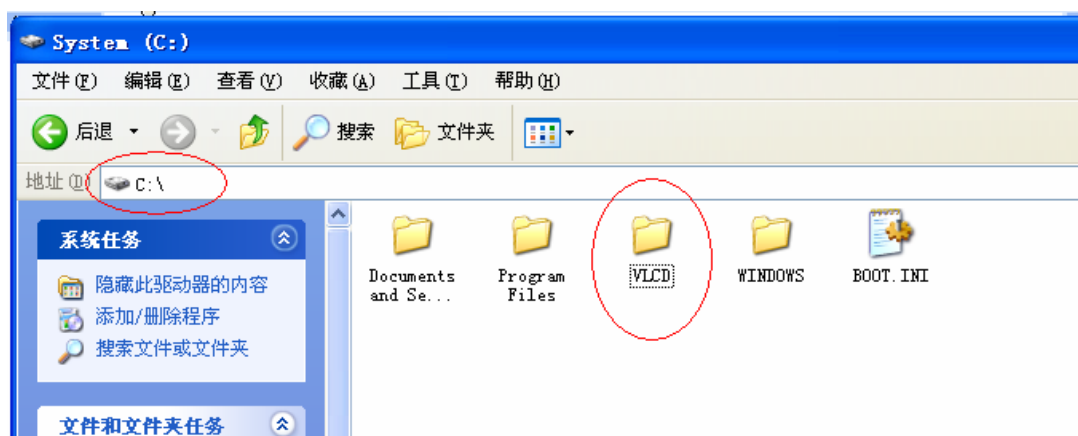 System (C:)
文件(F) 编辑(E) 查看(V) 收藏(A) 工具(T) 帮助(H)
后退 搜索 文件夹
地址(D) C:\
系统任务
隐藏此驱动器的内容
添加/删除程序
搜索文件或文件夹
文件和文件夹任务
Documents
and Se...
Program
Files
VLCD
WINDOWS
BOOT.INI